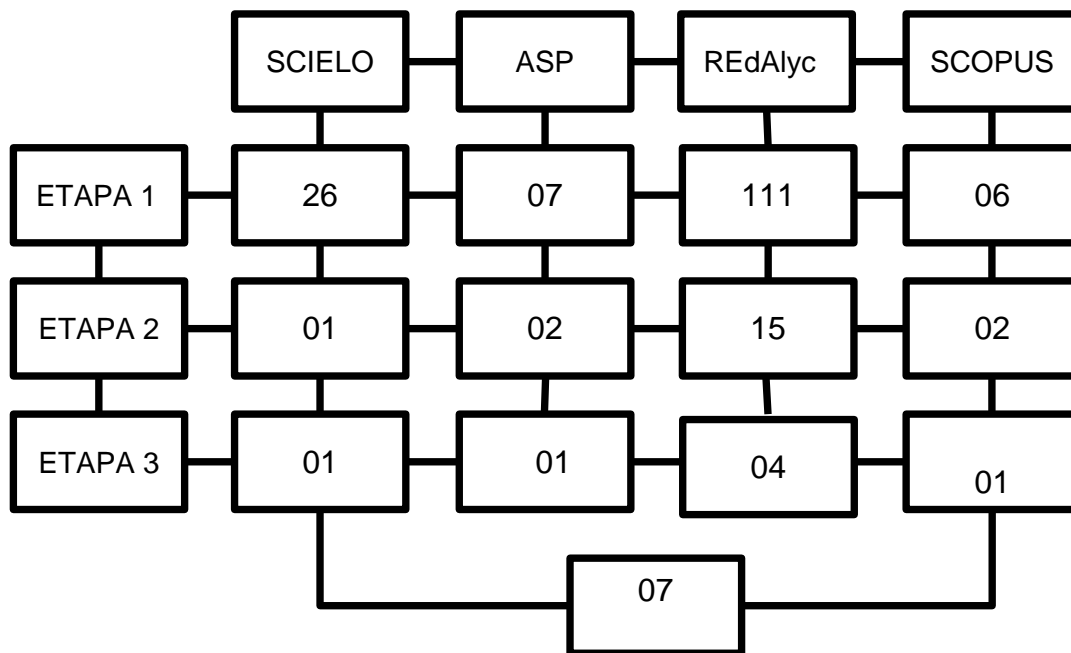 SCIELO ASP REdAlyc SCOPUS
ETAPA 1 26 07 111 06
ETAPA 2 01 02 15 02
ETAPA 3 01 01 04 01
07